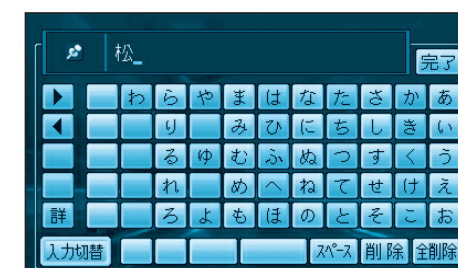 松_
完了
わ ら や ま は な た さ か あ
り み ひ に ち し き い
る ゆ む ふ ぬ つ す く う
れ め へ ね て せ け え
詳 ろ よ も ほ の と そ こ お
入力切替 スペース 削除 全削除